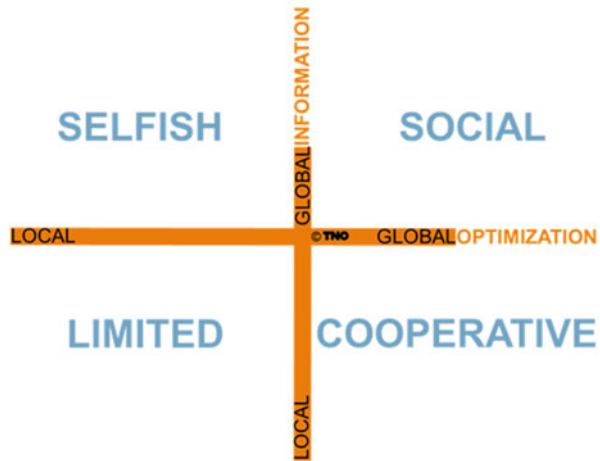 GLOBAL INFORMATION
SELFISH
SOCIAL
LOCAL
© TNO
GLOBAL OPTIMIZATION
LIMITED
COOPERATIVE
LOCAL